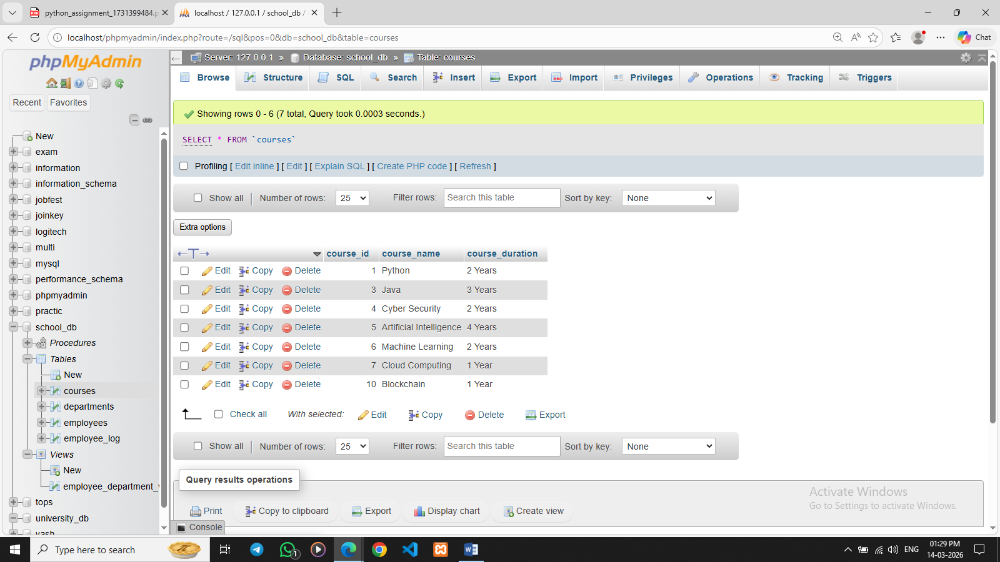 python_assignment_1731399484.p
localhost / 127.0.0.1 / school_db /
localhost/phpmyadmin/index.php?route=/sql&pos=0&db=school_db&table=courses
Chat
phpMyAdmin
Recent Favorites
New
exam
information
information_schema
jobfest
joinkey
logitech
multi
mysql
performance_schema
phpmyadmin
practic
school_db
Procedures
Tables
New
courses
departments
employees
employee_log
Views
New
employee_department_
tops
university_db
yash
Server: 127.0.0.1 » Database: school_db » Table: courses
Browse Structure SQL Search Insert Export Import Privileges Operations Tracking Triggers
Showing rows 0 - 6 (7 total, Query took 0.0003 seconds.)
SELECT * FROM `courses`
Profiling [ Edit inline ] [ Edit ] [ Explain SQL ] [ Create PHP code ] [ Refresh ]
Show all Number of rows: 25 Filter rows: Search this table Sort by key: None
Extra options
course_id course_name course_duration
Edit Copy Delete 1 Python 2 Years
Edit Copy Delete 3 Java 3 Years
Edit Copy Delete 4 Cyber Security 2 Years
Edit Copy Delete 5 Artificial Intelligence 4 Years
Edit Copy Delete 6 Machine Learning 2 Years
Edit Copy Delete 7 Cloud Computing 1 Year
Edit Copy Delete 10 Blockchain 1 Year
Check all With selected: Edit Copy Delete Export
Show all Number of rows: 25 Filter rows: Search this table Sort by key: None
Query results operations
Print Copy to clipboard Export Display chart Create view
Console
Activate Windows
Go to Settings to activate Windows.
Type here to search
1
ENG
01:29 PM
14-03-2026